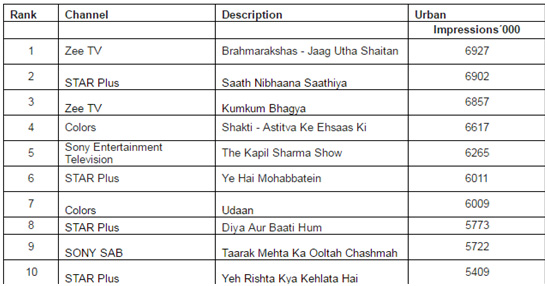 Rank Channel Description Urban
Impressions´000
1 Zee TV Brahmarakshas - Jaag Utha Shaitan 6927
2 STAR Plus Saath Nibhaana Saathiya 6902
3 Zee TV Kumkum Bhagya 6857
4 Colors Shakti - Astitva Ke Ehsaas Ki 6617
5 Sony Entertainment Television The Kapil Sharma Show 6265
6 STAR Plus Ye Hai Mohabbatein 6011
7 Colors Udaan 6009
8 STAR Plus Diya Aur Baati Hum 5773
9 SONY SAB Taarak Mehta Ka Ooltah Chashmah 5722
10 STAR Plus Yeh Rishta Kya Kehlata Hai 5409